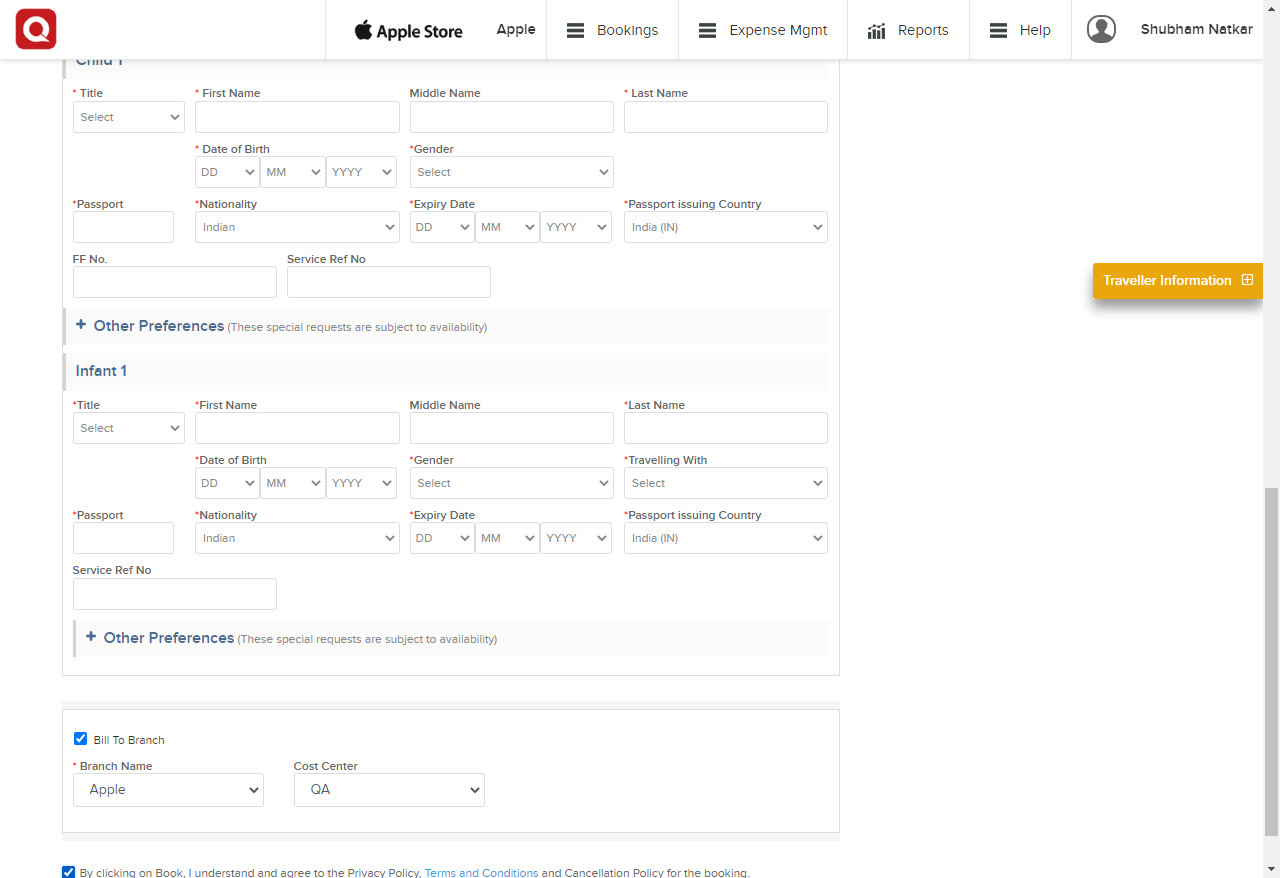 Q Apple Store Apple Bookings Expense Mgmt Reports Help Shubham Natkar
Child 1
* Title * First Name Middle Name * Last Name
Select
* Date of Birth *Gender
DD MM YYYY Select
*Passport *Nationality *Expiry Date *Passport issuing Country
Indian DD MM YYYY India (IN)
FF No. Service Ref No
Traveller Information
+ Other Preferences (These special requests are subject to availability)
Infant 1
*Title *First Name Middle Name *Last Name
Select
*Date of Birth *Gender *Travelling With
DD MM YYYY Select Select
*Passport *Nationality *Expiry Date *Passport issuing Country
Indian DD MM YYYY India (IN)
Service Ref No
+ Other Preferences (These special requests are subject to availability)
Bill To Branch
* Branch Name Cost Center
Apple QA
By clicking on Book, I understand and agree to the Privacy Policy, Terms and Conditions and Cancellation Policy for the booking.